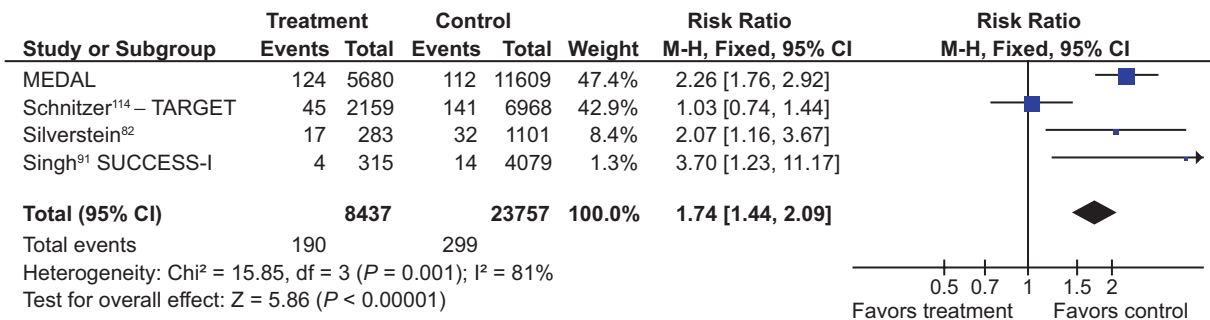 Treatment Control Risk Ratio Risk Ratio
Study or Subgroup Events Total Events Total Weight M-H, Fixed, 95% CI M-H, Fixed, 95% CI
MEDAL 124 5680 112 11609 47.4% 2.26 [1.76, 2.92]
Schnitzer¹¹⁴ – TARGET 45 2159 141 6968 42.9% 1.03 [0.74, 1.44]
Silverstein⁸² 17 283 32 1101 8.4% 2.07 [1.16, 3.67]
Singh⁹¹ SUCCESS-I 4 315 14 4079 1.3% 3.70 [1.23, 11.17]
Total (95% CI) 8437 23757 100.0% 1.74 [1.44, 2.09]
Total events 190 299
Heterogeneity: Chi² = 15.85, df = 3 (P = 0.001); I² = 81%
Test for overall effect: Z = 5.86 (P < 0.00001)
0.5 0.7 1 1.5 2
Favors treatment Favors control